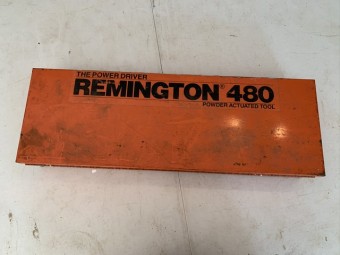 THE POWER DRIVER
REMINGTON® 480
POWDER ACTUATED TOOL